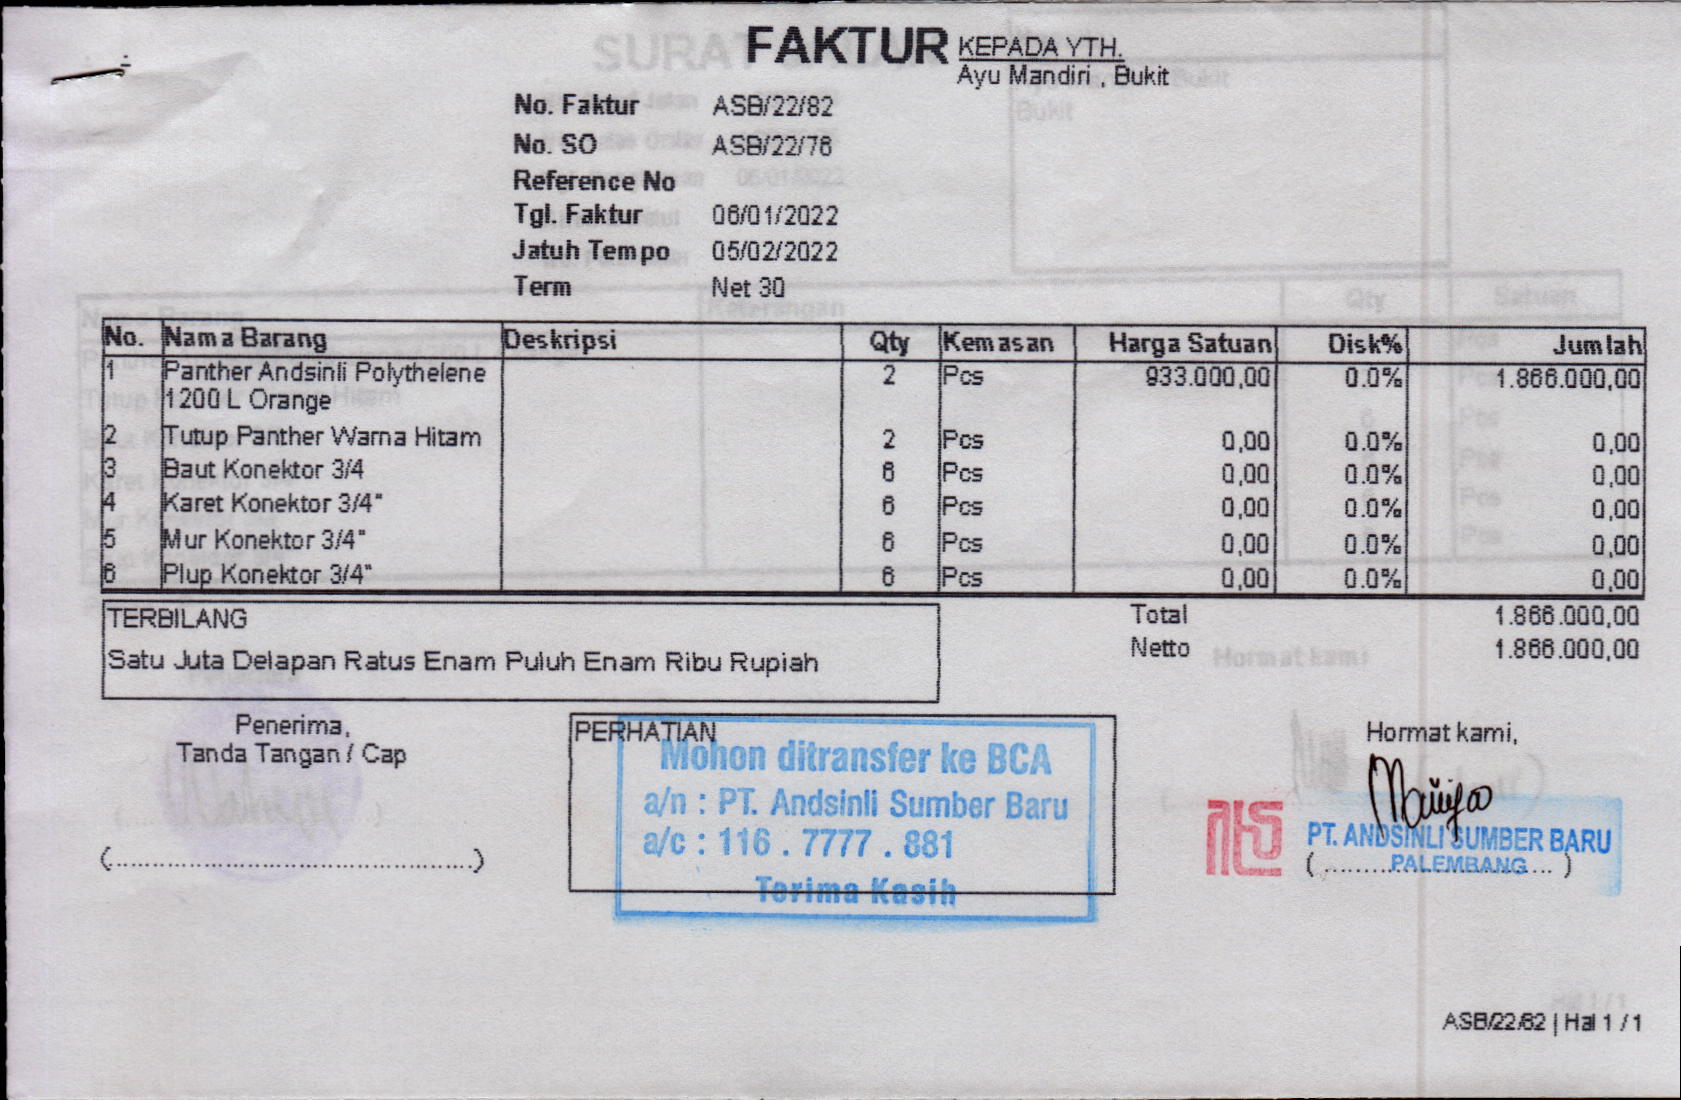 FAKTUR
KEPADA YTH.
Ayu Mandiri , Bukit
No. Faktur ASB/22/82
No. SO ASB/22/76
Reference No
Tgl. Faktur 06/01/2022
Jatuh Tempo 05/02/2022
Term Net 30
No. Nama Barang Deskripsi Qty Kemasan Harga Satuan Disk% Jumlah
1 Panther Andsinli Polythelene 2 Pcs 933.000,00 0.0% 1.866.000,00
1200 L Orange
2 Tutup Panther Warna Hitam 2 Pcs 0,00 0.0% 0,00
3 Baut Konektor 3/4 6 Pcs 0,00 0.0% 0,00
4 Karet Konektor 3/4" 6 Pcs 0,00 0.0% 0,00
5 Mur Konektor 3/4" 6 Pcs 0,00 0.0% 0,00
6 Plup Konektor 3/4" 6 Pcs 0,00 0.0% 0,00
TERBILANG
Satu Juta Delapan Ratus Enam Puluh Enam Ribu Rupiah
Total 1.866.000,00
Netto 1.866.000,00
Penerima,
Tanda Tangan / Cap
(................................................)
PERHATIAN
Mohon ditransfer ke BCA
a/n : PT. Andsinli Sumber Baru
a/c : 116 . 7777 . 881
Terima Kasih
Hormat kami,
PT. ANDSINLI SUMBER BARU
PALEMBANG
Hal 1 / 1